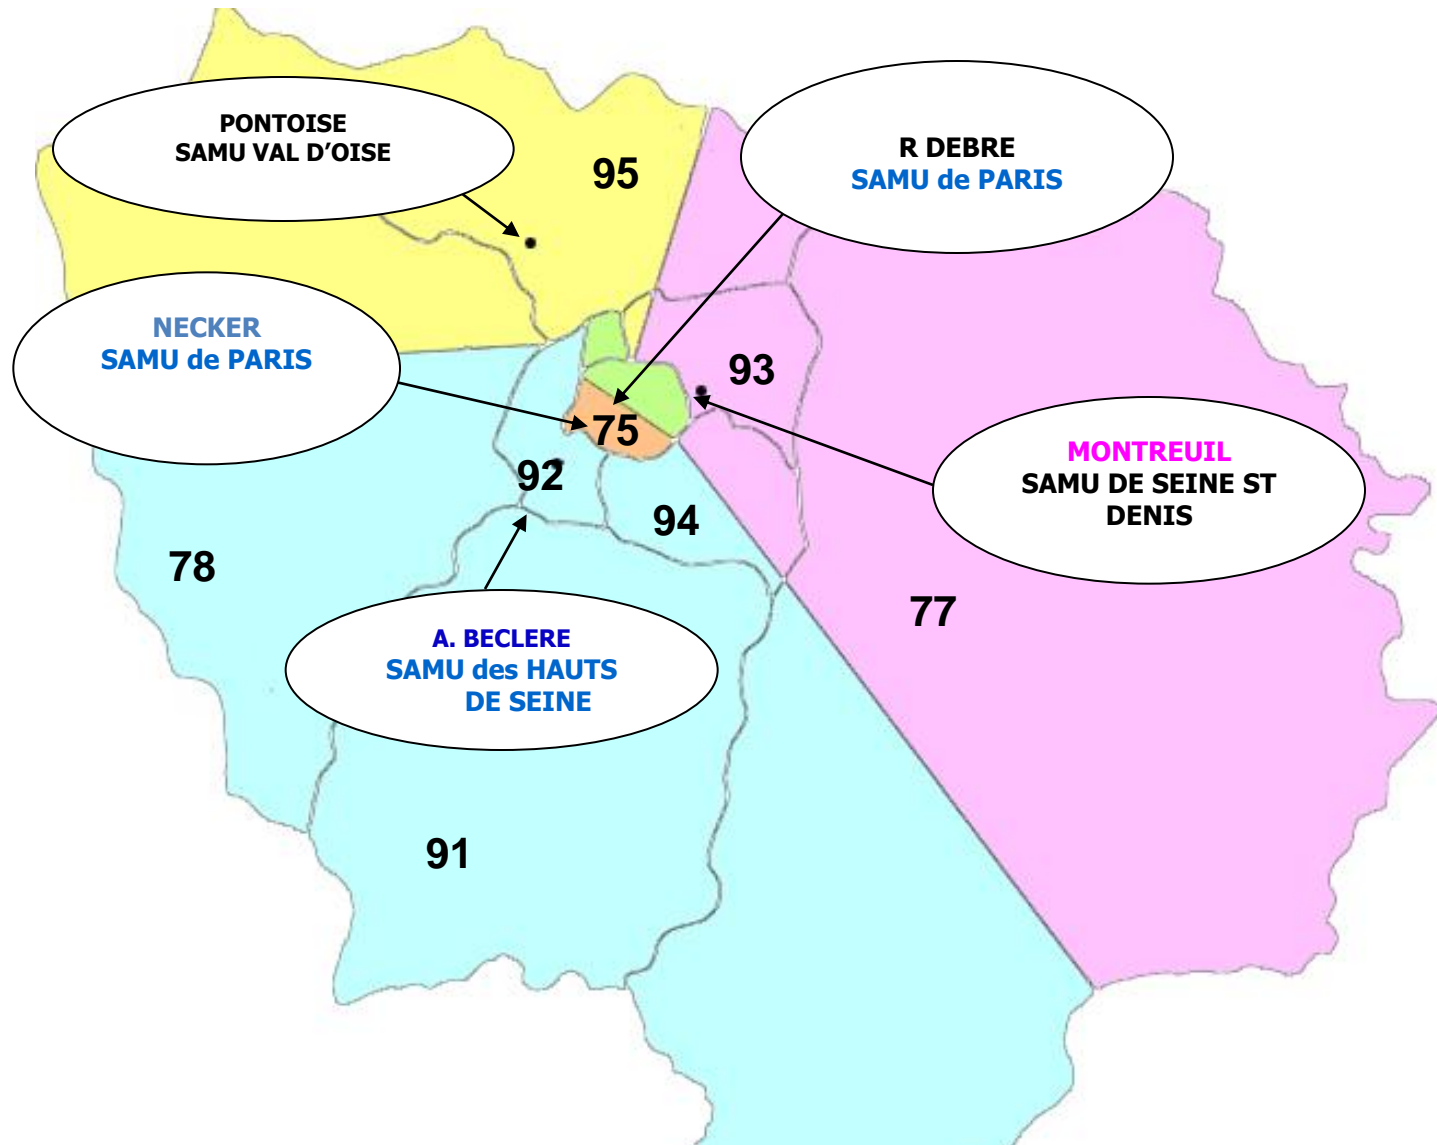 PONTOISE
SAMU VAL D'OISE
95
R DEBRE
SAMU de PARIS
NECKER
SAMU de PARIS
93
75
MONTREUIL
SAMU DE SEINE ST
DENIS
92
94
78
77
A. BECLERE
SAMU des HAUTS
DE SEINE
91